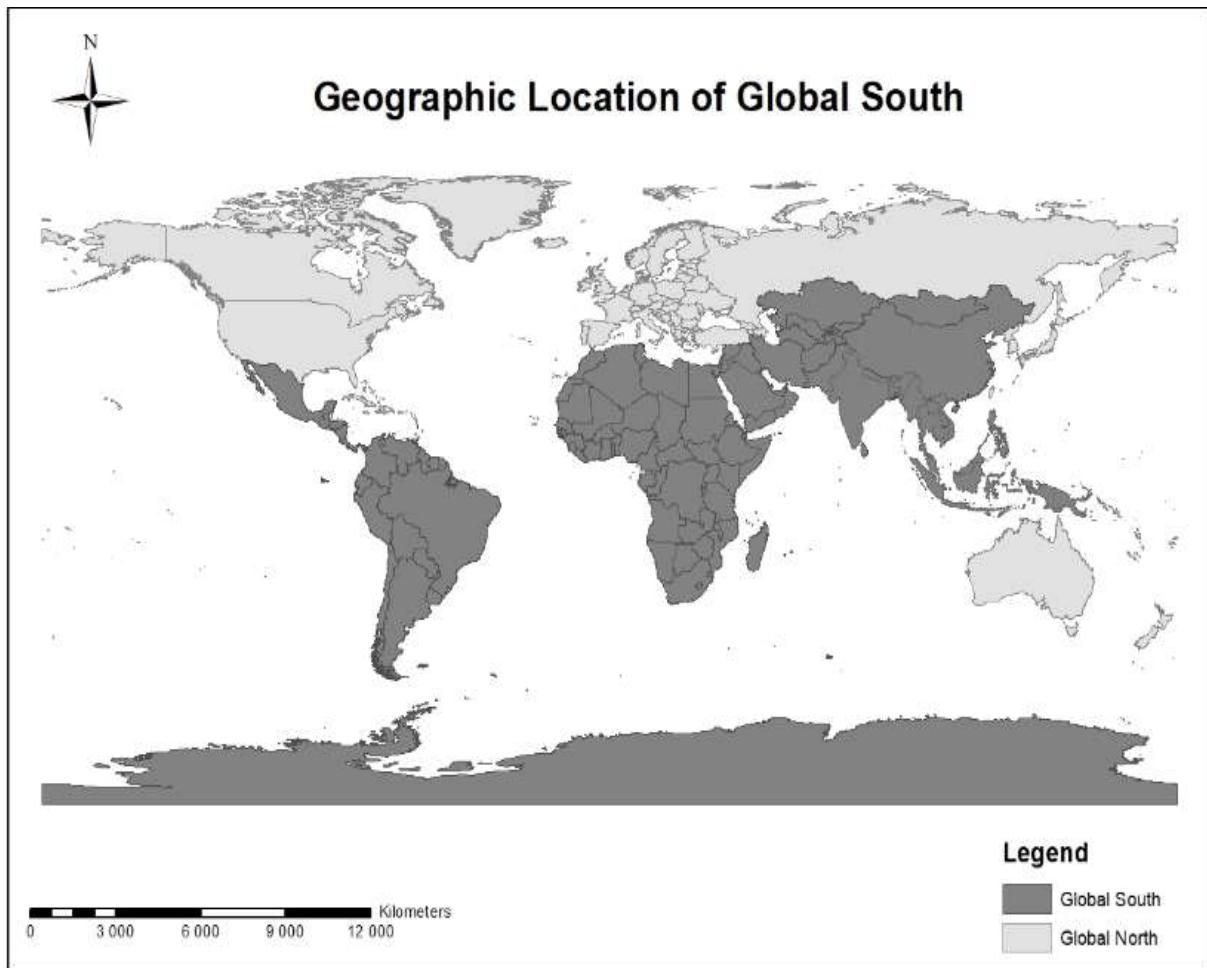 N
Geographic Location of Global South
Legend
Global South
Global North
Kilometers
0 3 000 6 000 9 000 12 000